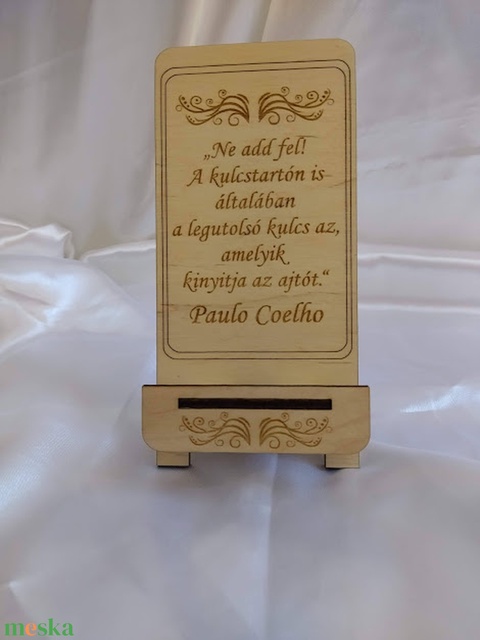 „Ne add fel!
A kulcstartón is
általában
a legutolsó kulcs az,
amelyik
kinyitja az ajtót.“
Paulo Coelho
meska